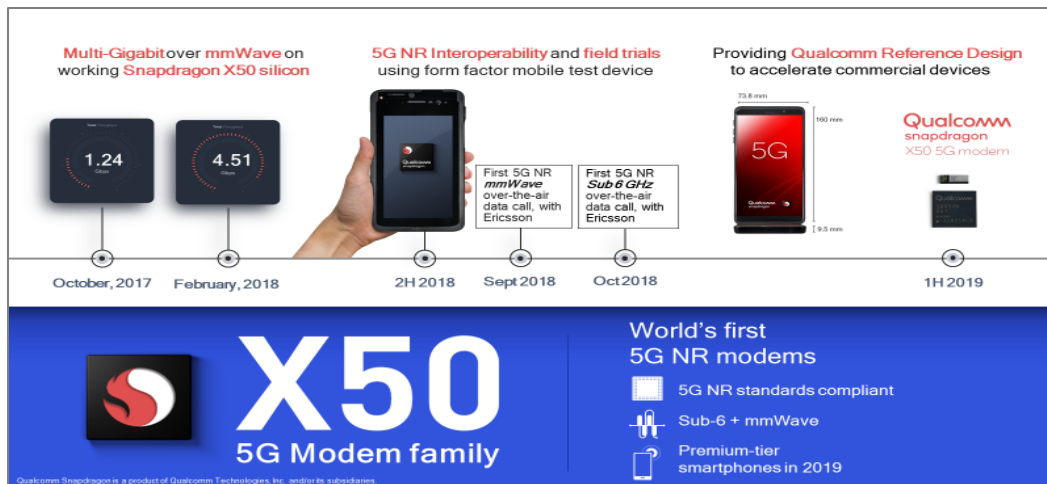 Multi-Gigabit over mmWave on
working Snapdragon X50 silicon
5G NR Interoperability and field trials
using form factor mobile test device
Providing Qualcomm Reference Design
to accelerate commercial devices
1.24
Gbps
4.51
Gbps
Qualcomm
snapdragon
First 5G NR
mmWave
over-the-air
data call, with
Ericsson
First 5G NR
Sub 6 GHz
over-the-air
data call, with
Ericsson
73.8 mm
160 mm
5G
Qualcomm
snapdragon
9.5 mm
Qualcomm
snapdragon
X50 5G modem
QUALCOMM
October, 2017
February, 2018
2H 2018
Sept 2018
Oct 2018
1H 2019
X50
5G Modem family
World's first
5G NR modems
5G NR standards compliant
Sub-6 + mmWave
Premium-tier
smartphones in 2019
Qualcomm Snapdragon is a product of Qualcomm Technologies, Inc. and/or its subsidiaries.